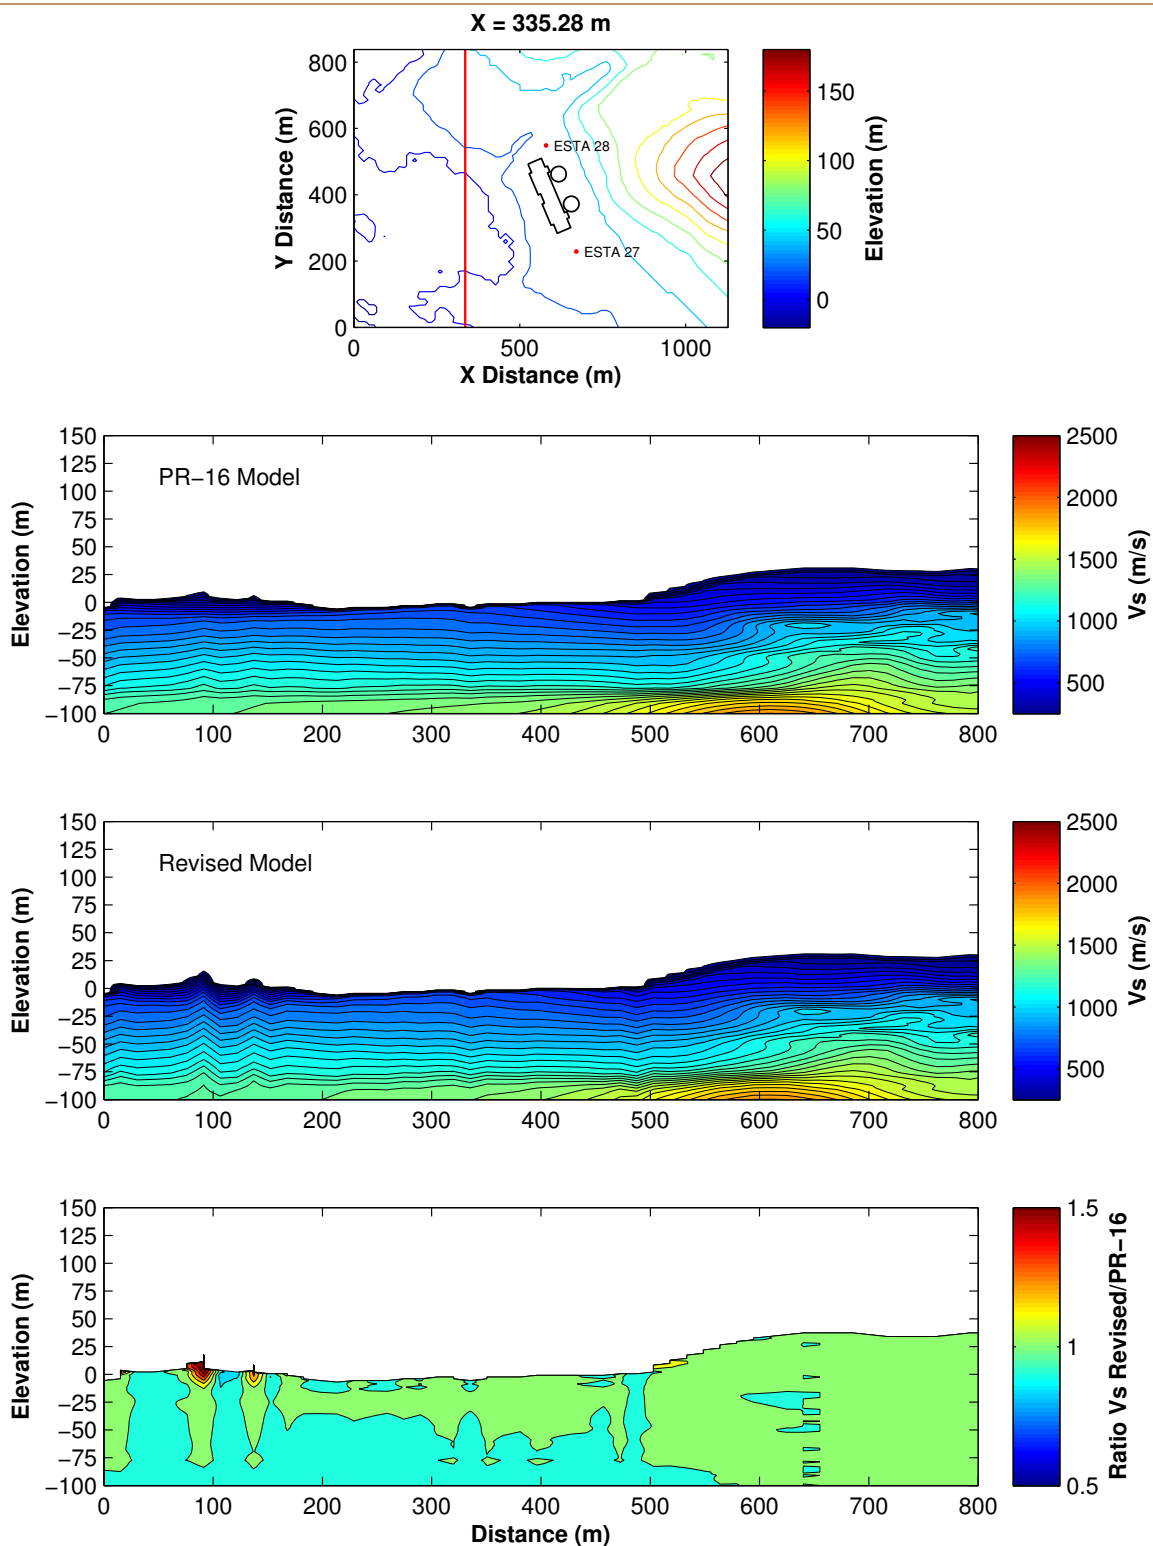 X = 335.28 m
800
600
400
200
0
Y Distance (m)
0 500 1000
X Distance (m)
ESTA 28
ESTA 27
150
100
50
0
Elevation (m)
150
125
100
75
50
25
0
−25
−50
−75
−100
Elevation (m)
PR−16 Model
0 100 200 300 400 500 600 700 800
2500
2000
1500
1000
500
Vs (m/s)
150
125
100
75
50
25
0
−25
−50
−75
−100
Elevation (m)
Revised Model
0 100 200 300 400 500 600 700 800
2500
2000
1500
1000
500
Vs (m/s)
150
125
100
75
50
25
0
−25
−50
−75
−100
Elevation (m)
0 100 200 300 400 500 600 700 800
Distance (m)
1.5
1
0.5
Ratio Vs Revised/PR−16